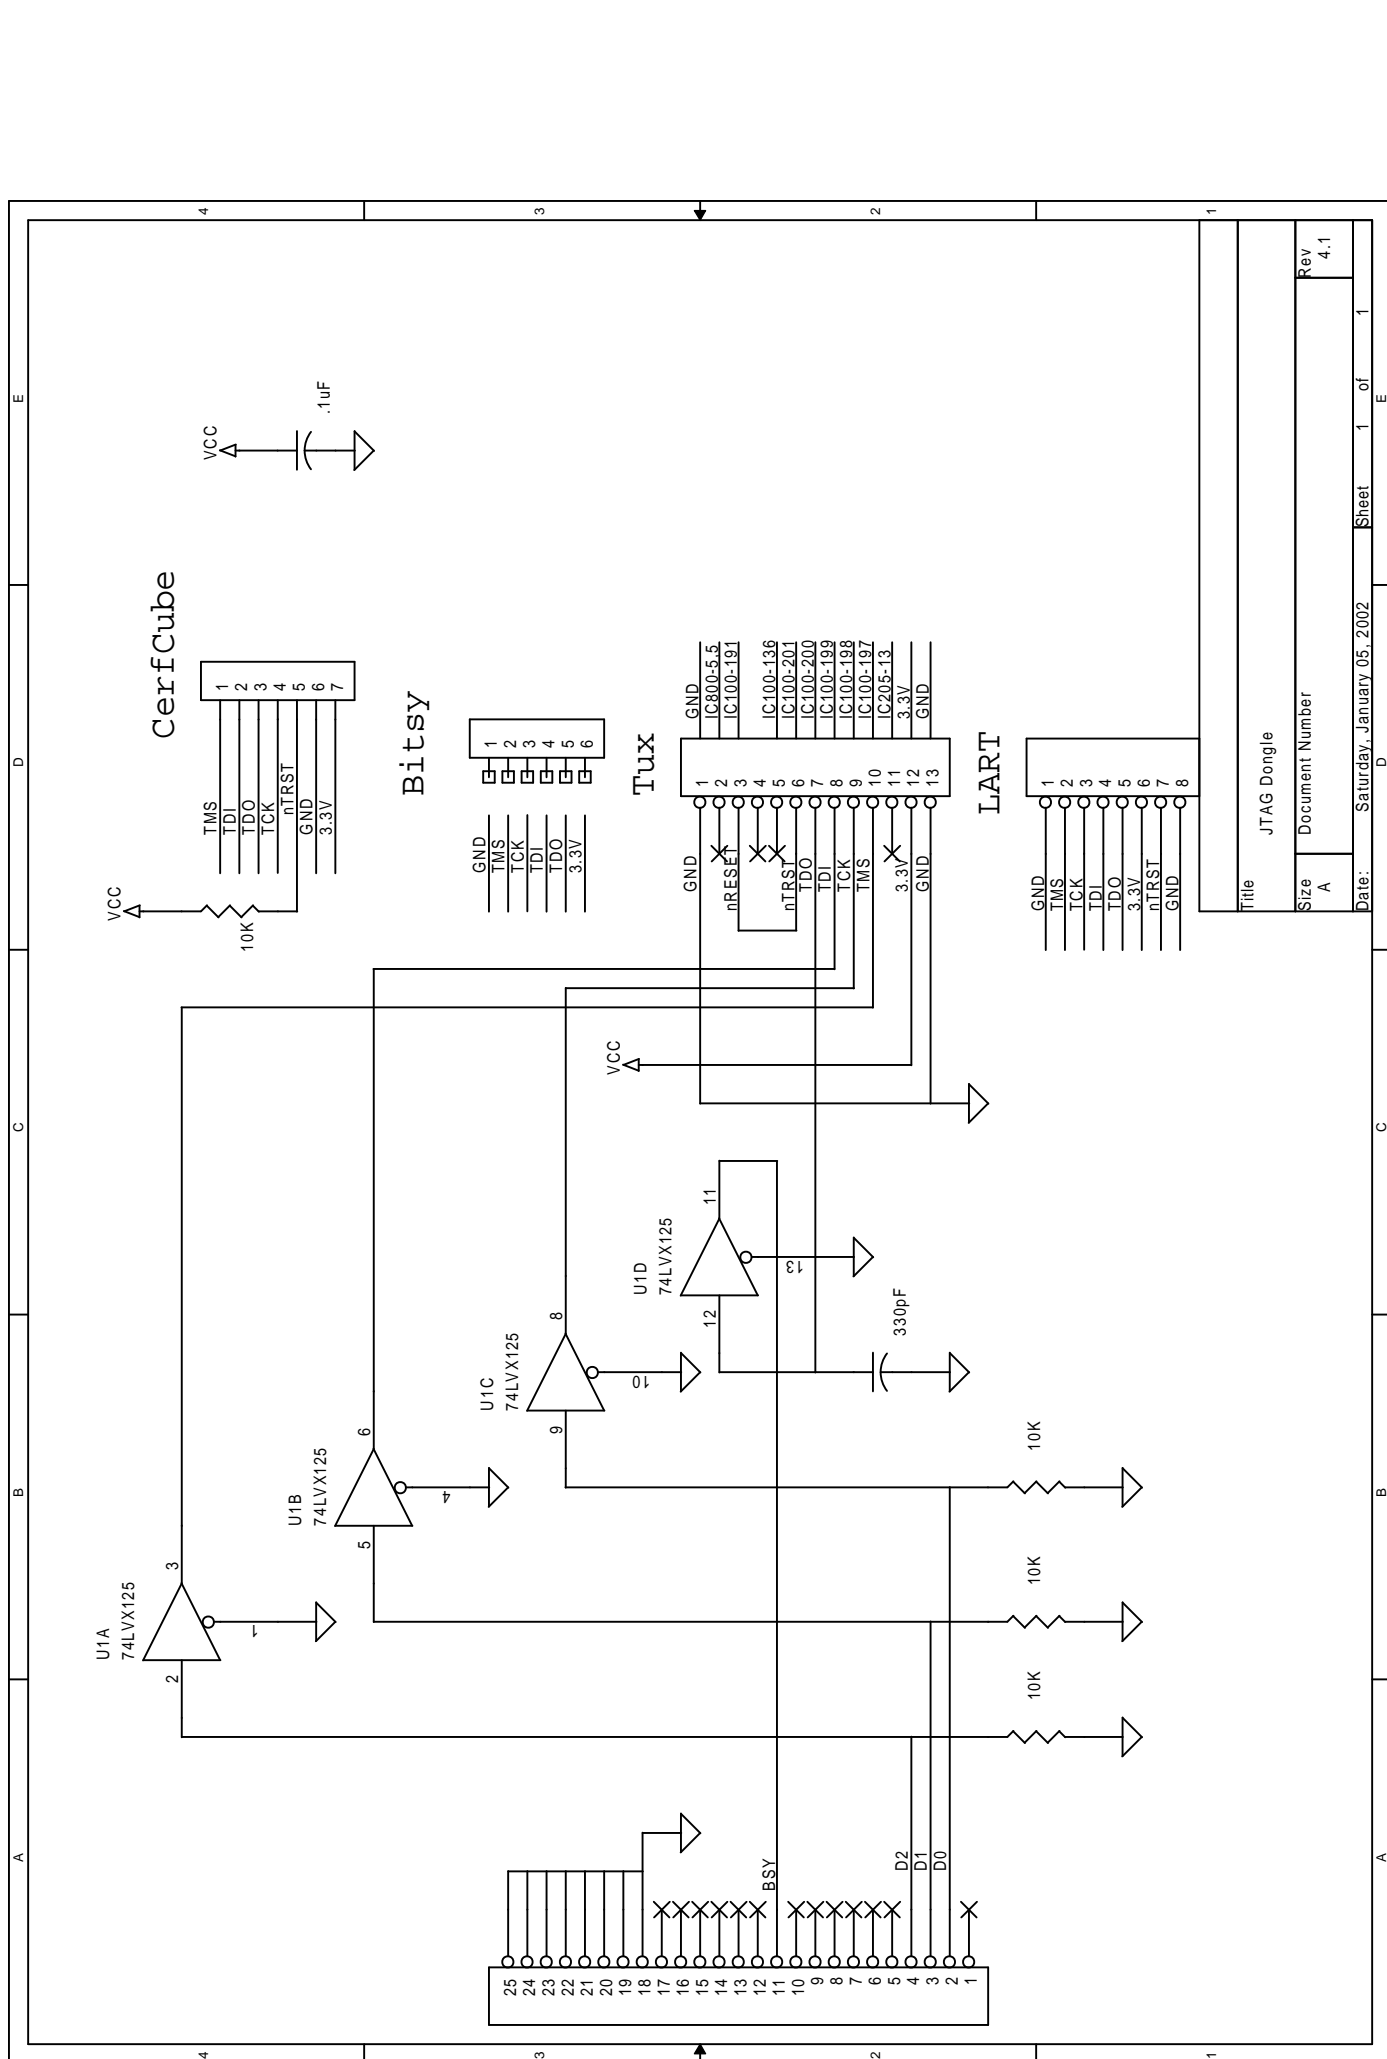 A
B
C
D
E
4
3
2
1
CerfCube
VCC
10K
TMS
TDI
TDO
TCK
nTRST
GND
3.3V
1
2
3
4
5
6
7
VCC
.1uF
Bitsy
GND
TMS
TCK
TDI
TDO
3.3V
1
2
3
4
5
6
Tux
GND
nRESET
nTRST
TDO
TDI
TCK
TMS
3.3V
GND
1
2
3
4
5
6
7
8
9
10
11
12
13
GND
IC800-5.5
IC100-191
IC100-136
IC100-201
IC100-200
IC100-199
IC100-198
IC100-197
IC205-13
3.3V
GND
LART
GND
TMS
TCK
TDI
TDO
3.3V
nTRST
GND
1
2
3
4
5
6
7
8
VCC
U1A
74LVX125
2
3
1
U1B
74LVX125
5
6
4
U1C
74LVX125
9
8
10
U1D
74LVX125
12
11
13
330pF
10K
10K
10K
BSY
D2
D1
D0
25
24
23
22
21
20
19
18
17
16
15
14
13
12
11
10
9
8
7
6
5
4
3
2
1
Title
JTAG Dongle
Size
A
Document Number
Rev
4.1
Date: Saturday, January 05, 2002
Sheet 1 of 1
4
3
2
1
A
B
C
D
E